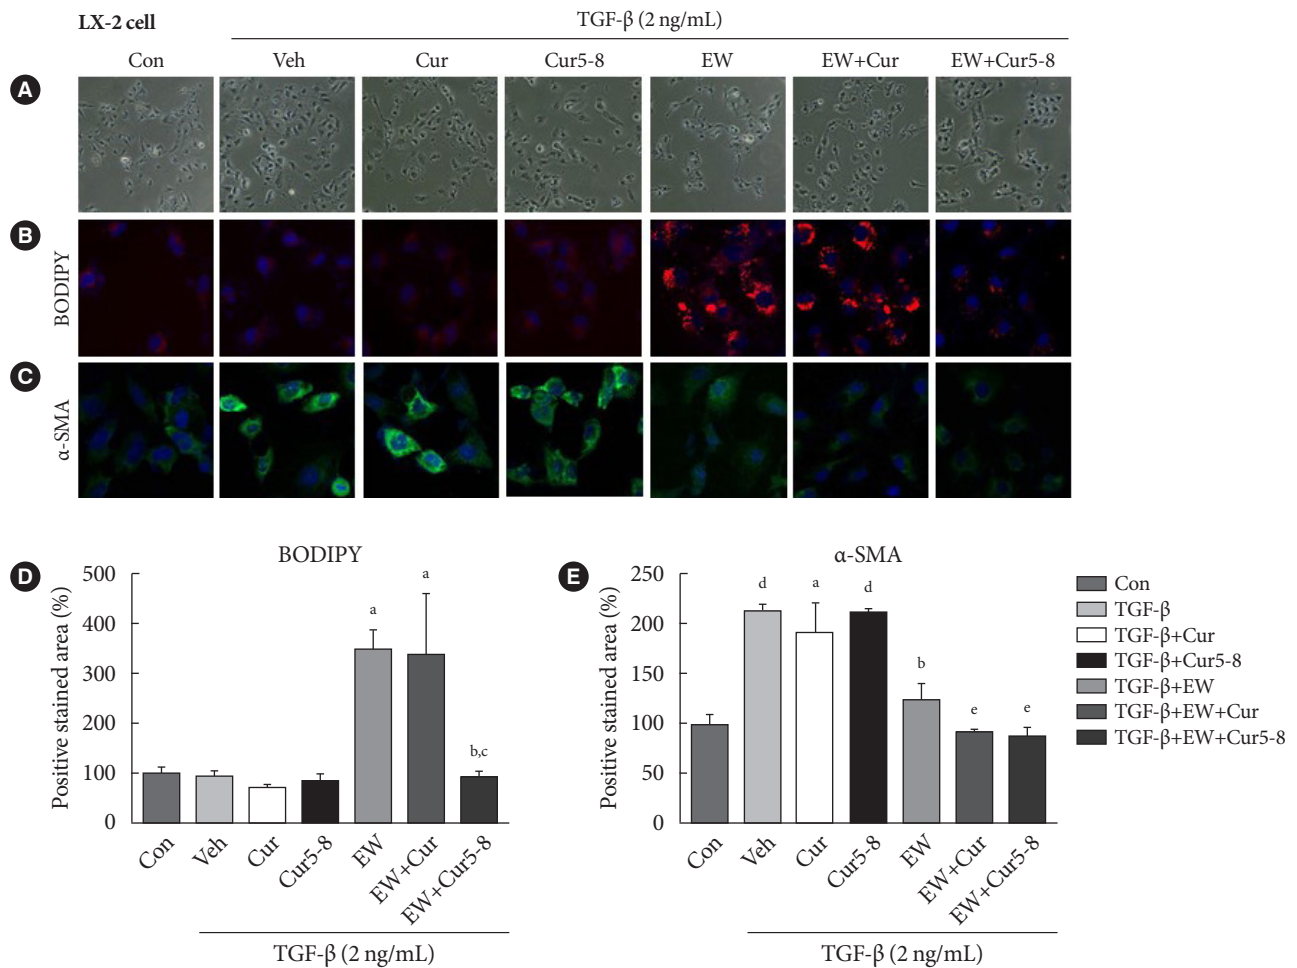 LX-2 cell
TGF-β (2 ng/mL)
Con Veh Cur Cur5-8 EW EW+Cur EW+Cur5-8
A
B
BODIPY
C
α-SMA
D
BODIPY
Positive stained area (%)
500
400
300
200
100
0
a
a
b,c
Con Veh Cur Cur5-8 EW EW+Cur EW+Cur5-8
TGF-β (2 ng/mL)
E
α-SMA
Positive stained area (%)
250
200
150
100
50
0
d
a
d
b
e
e
Con Veh Cur Cur5-8 EW EW+Cur EW+Cur5-8
TGF-β (2 ng/mL)
Con
TGF-β
TGF-β+Cur
TGF-β+Cur5-8
TGF-β+EW
TGF-β+EW+Cur
TGF-β+EW+Cur5-8